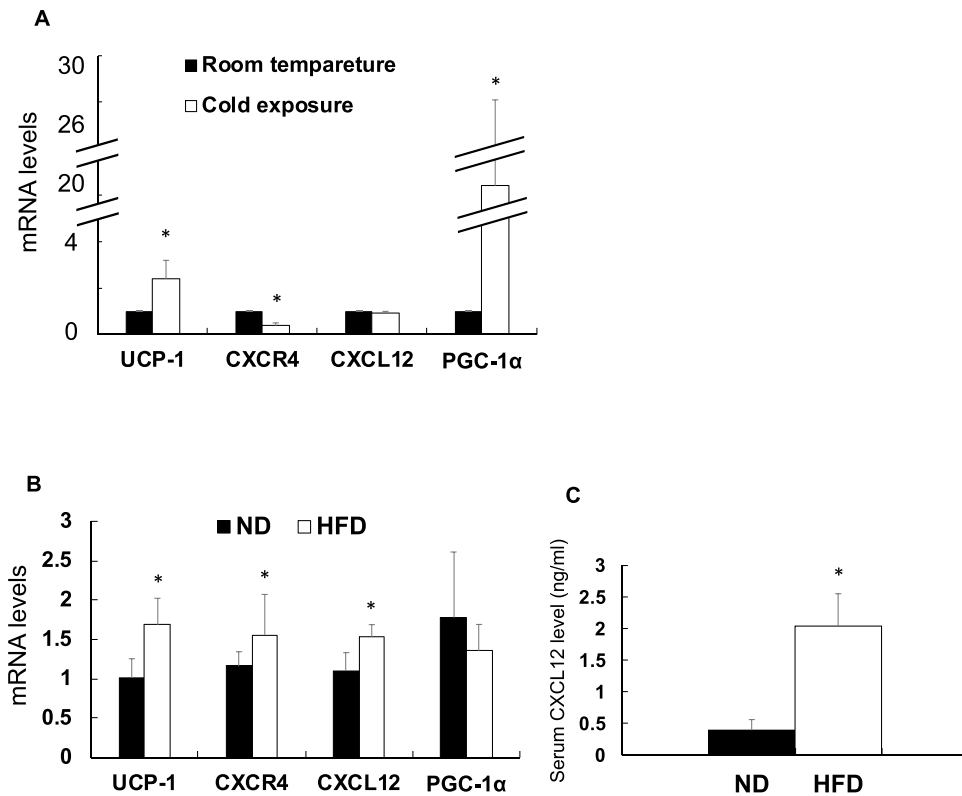 A
30
26
20
4
0
mRNA levels
Room tempareture
Cold exposure
*
*
*
UCP-1 CXCR4 CXCL12 PGC-1α
B
3
2.5
2
1.5
1
0.5
0
mRNA levels
ND HFD
*
*
*
UCP-1 CXCR4 CXCL12 PGC-1α
C
3
2.5
2
1.5
1
0.5
0
Serum CXCL12 level (ng/ml)
*
ND HFD